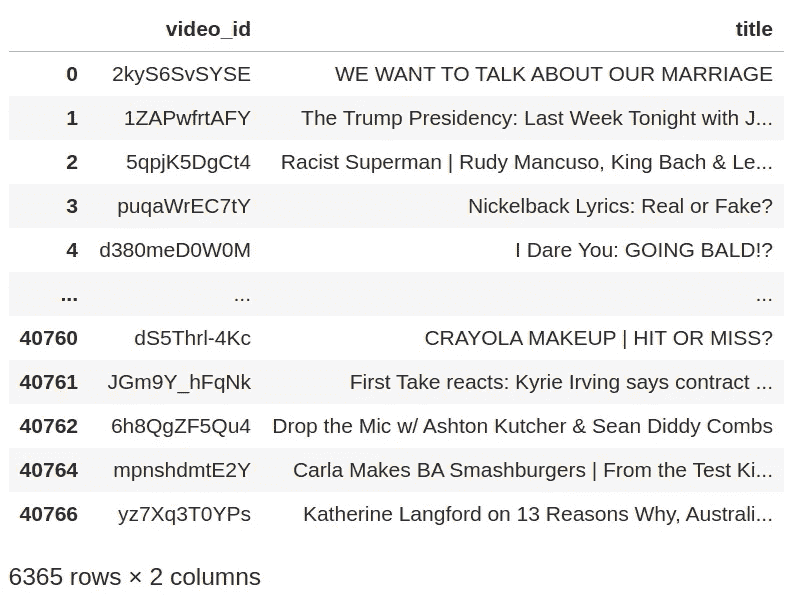 video_id title
0 2kyS6SvSYSE WE WANT TO TALK ABOUT OUR MARRIAGE
1 1ZAPwfrtAFY The Trump Presidency: Last Week Tonight with J...
2 5qpjK5DgCt4 Racist Superman | Rudy Mancuso, King Bach & Le...
3 puqaWrEC7tY Nickelback Lyrics: Real or Fake?
4 d380meD0W0M I Dare You: GOING BALD!?
... ... ...
40760 dS5Thrl-4Kc CRAYOLA MAKEUP | HIT OR MISS?
40761 JGm9Y_hFqNk First Take reacts: Kyrie Irving says contract ...
40762 6h8QgZF5Qu4 Drop the Mic w/ Ashton Kutcher & Sean Diddy Combs
40764 mpnshdmtE2Y Carla Makes BA Smashburgers | From the Test Ki...
40766 yz7Xq3T0YPs Katherine Langford on 13 Reasons Why, Australi...
6365 rows × 2 columns